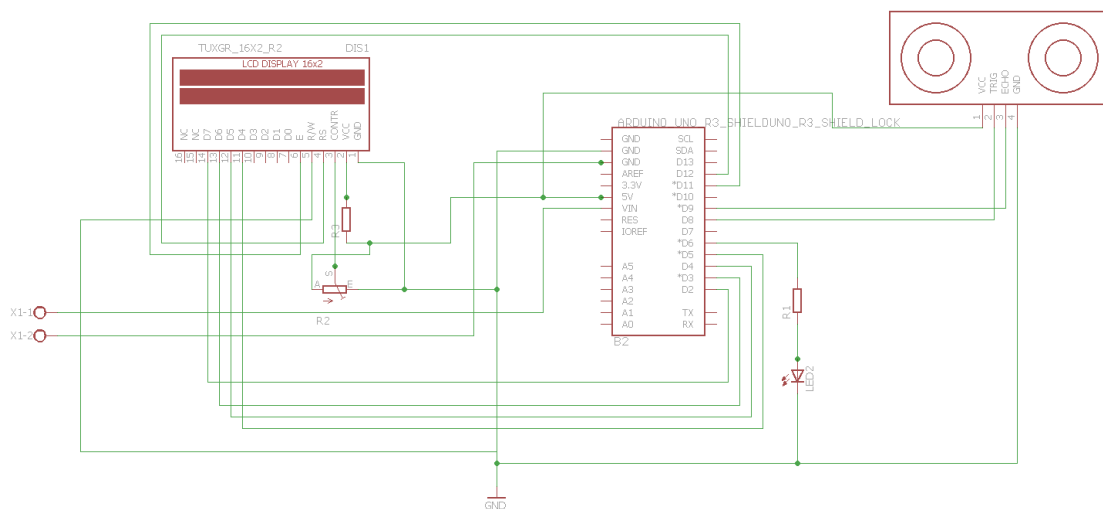 TUXGR_16X2_R2
DIS1
LCD DISPLAY 16x2
NC
NC
D7
D6
D5
D4
D3
D2
D1
D0
E
R/W
RS
CONTR
VCC
GND
16
15
14
13
12
11
10
9
8
7
6
5
4
3
2
1
VCC
TRIG
ECHO
GND
1
2
3
4
ARDUINO_UNO_R3_SHIELDUNO_R3_SHIELD_LOCK
GND SCL
GND SDA
GND D13
AREF D12
3.3V *D11
5V *D10
VIN *D9
RES D8
IOREF D7
*D6
*D5
A5 D4
A4 *D3
A3 D2
A2
A1 TX
A0 RX
B2
R3
S
A E
R2
X1-1
X1-2
R1
LED2
GND